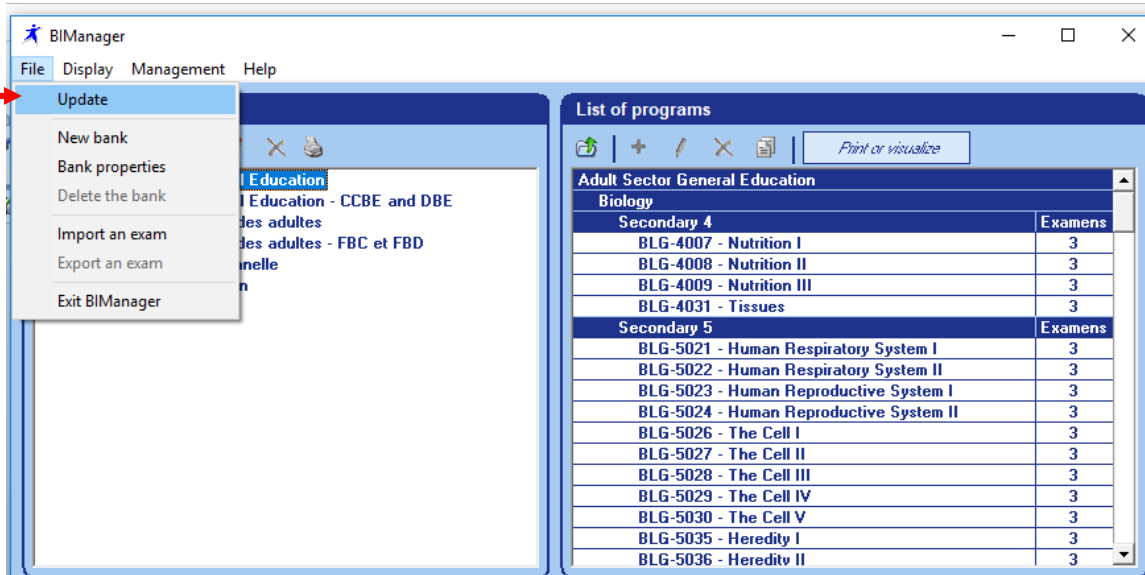 BIManager
File Display Management Help
Update
New bank
Bank properties
Delete the bank
Import an exam
Export an exam
Exit BIManager
Education
Education - CCBE and DBE
des adultes
des adultes - FBC et FBD
List of programs
Print or visualize
Adult Sector General Education
Biology
Secondary 4 Examens
BLG-4007 - Nutrition I 3
BLG-4008 - Nutrition II 3
BLG-4009 - Nutrition III 3
BLG-4031 - Tissues 3
Secondary 5 Examens
BLG-5021 - Human Respiratory System I 3
BLG-5022 - Human Respiratory System II 3
BLG-5023 - Human Reproductive System I 3
BLG-5024 - Human Reproductive System II 3
BLG-5026 - The Cell I 3
BLG-5027 - The Cell II 3
BLG-5028 - The Cell III 3
BLG-5029 - The Cell IV 3
BLG-5030 - The Cell V 3
BLG-5035 - Heredity I 3
BLG-5036 - Heredity II 3